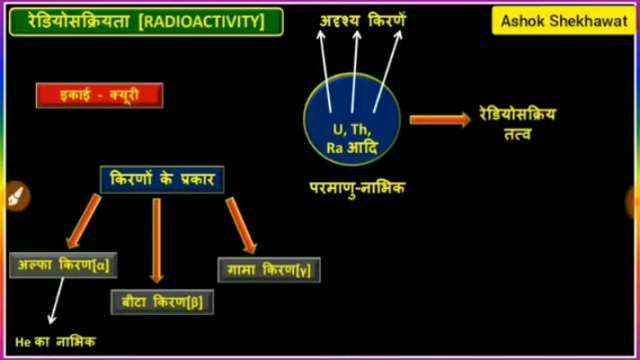 रेडियोसक्रियता [RADIOACTIVITY]
अदृश्य किरणें
Ashok Shekhawat
इकाई - क्यूरी
U, Th,
Ra आदि
रेडियोसक्रिय
तत्व
परमाणु-नाभिक
किरणों के प्रकार
अल्फा किरण[α]
गामा किरण[γ]
बीटा किरण[β]
He का नाभिक